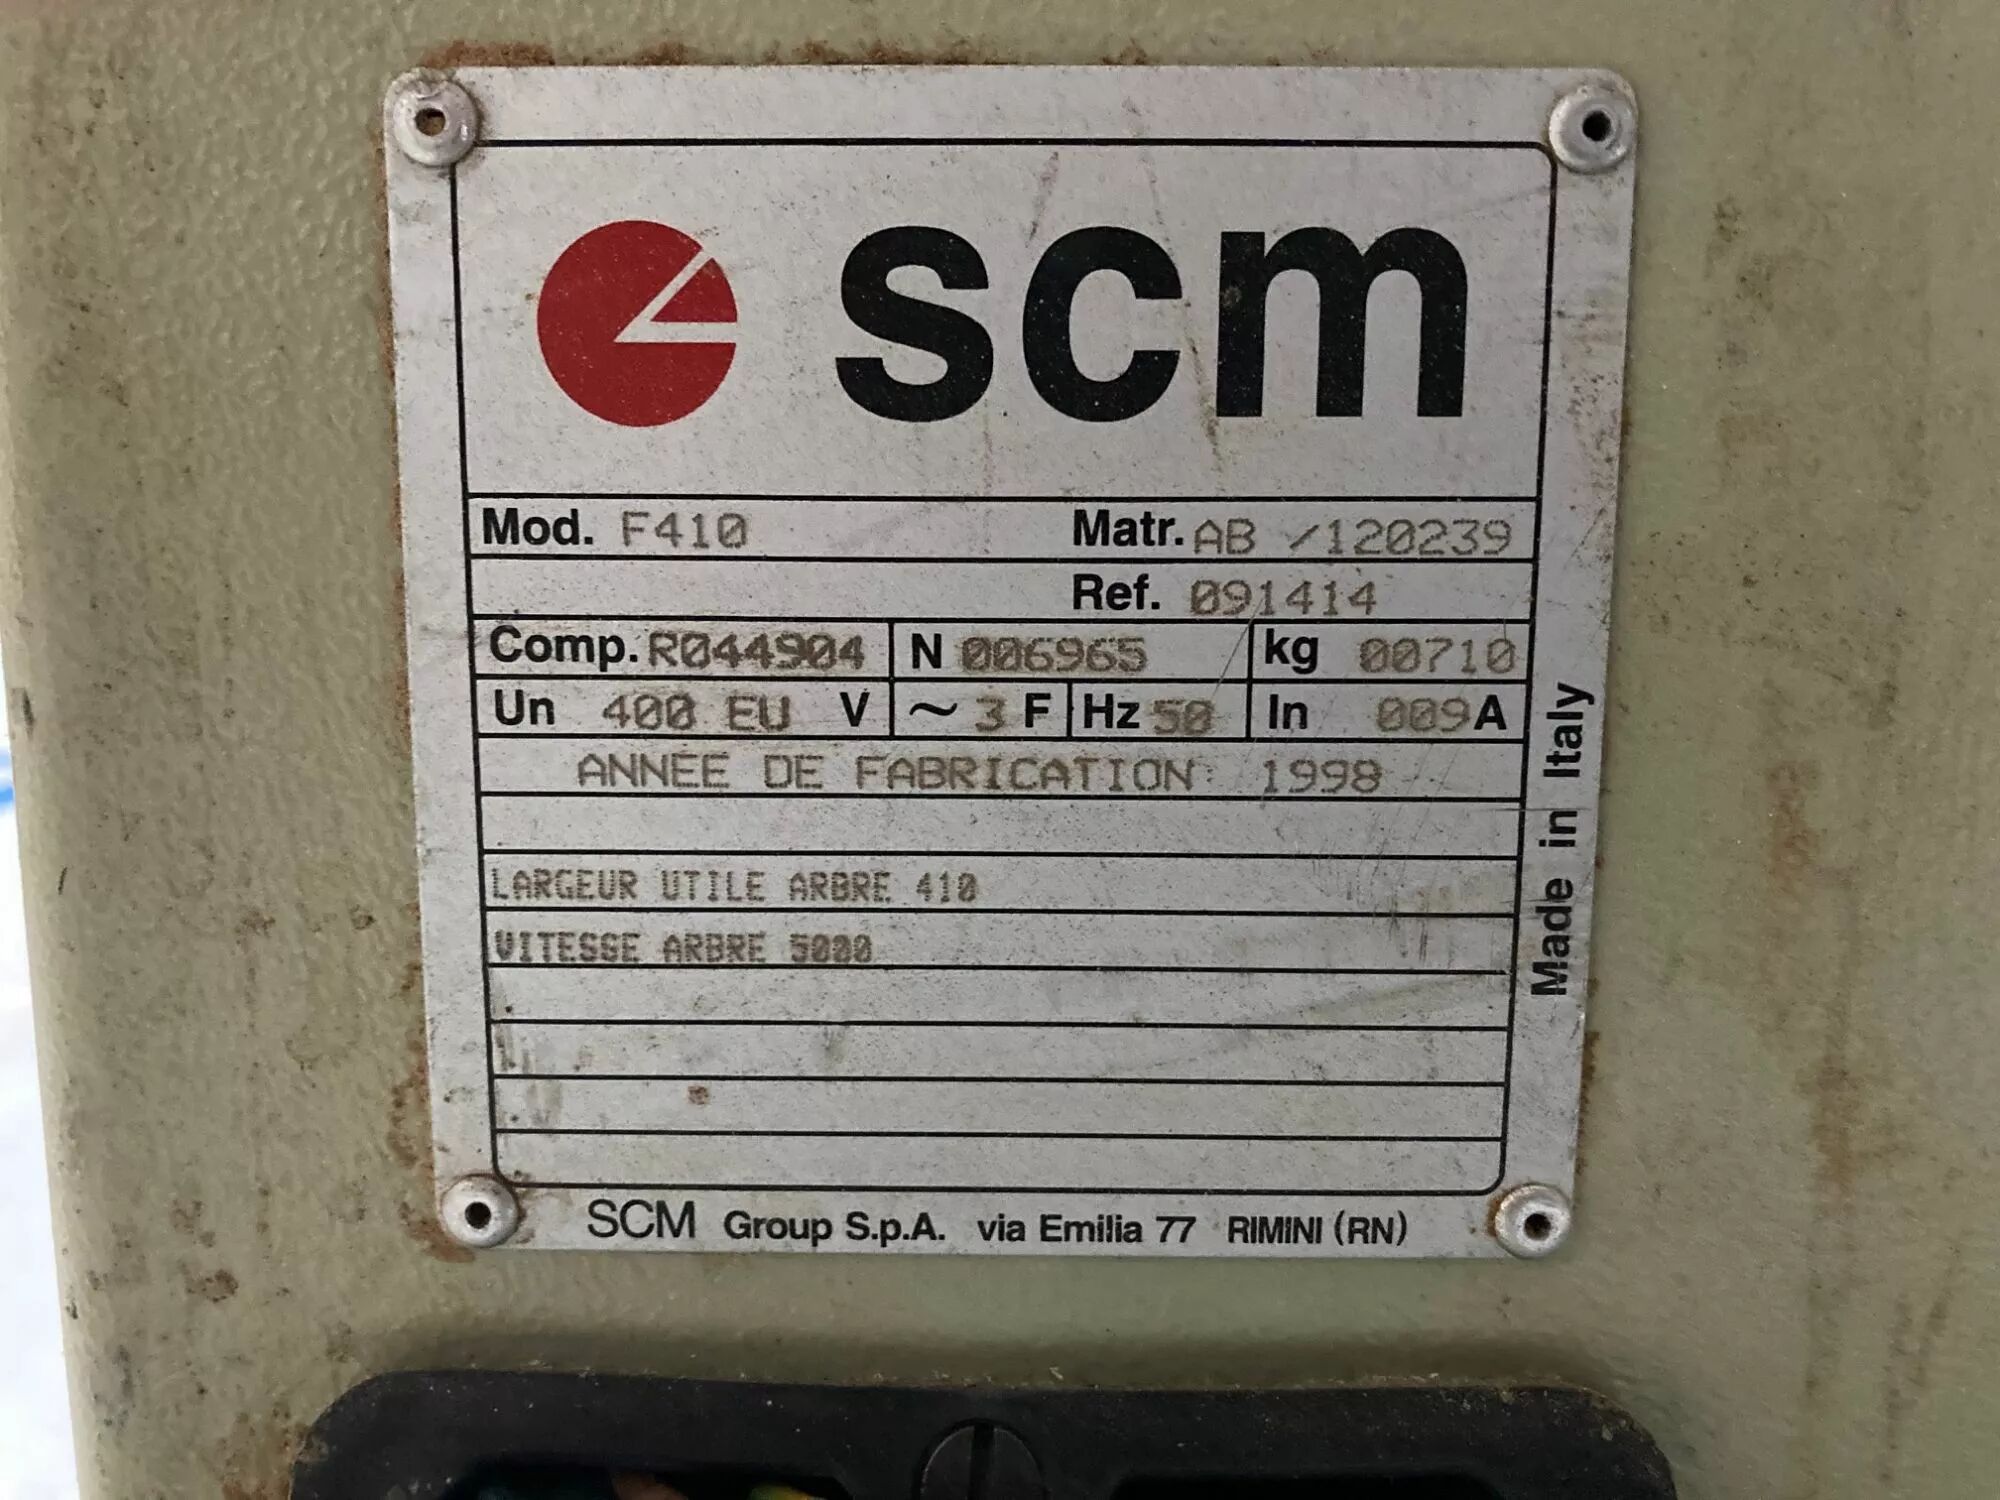 scm
Mod. F410 Matr. AB /120239
Ref. 091414
Comp. R044904 N 006965 kg 00710
Un 400 EU V ~ 3 F Hz 50 In 009 A
ANNEE DE FABRICATION: 1998
LARGEUR UTILE ARBRE 410
VITESSE ARBRE 5000
Made in Italy
SCM Group S.p.A. via Emilia 77 RIMINI (RN)